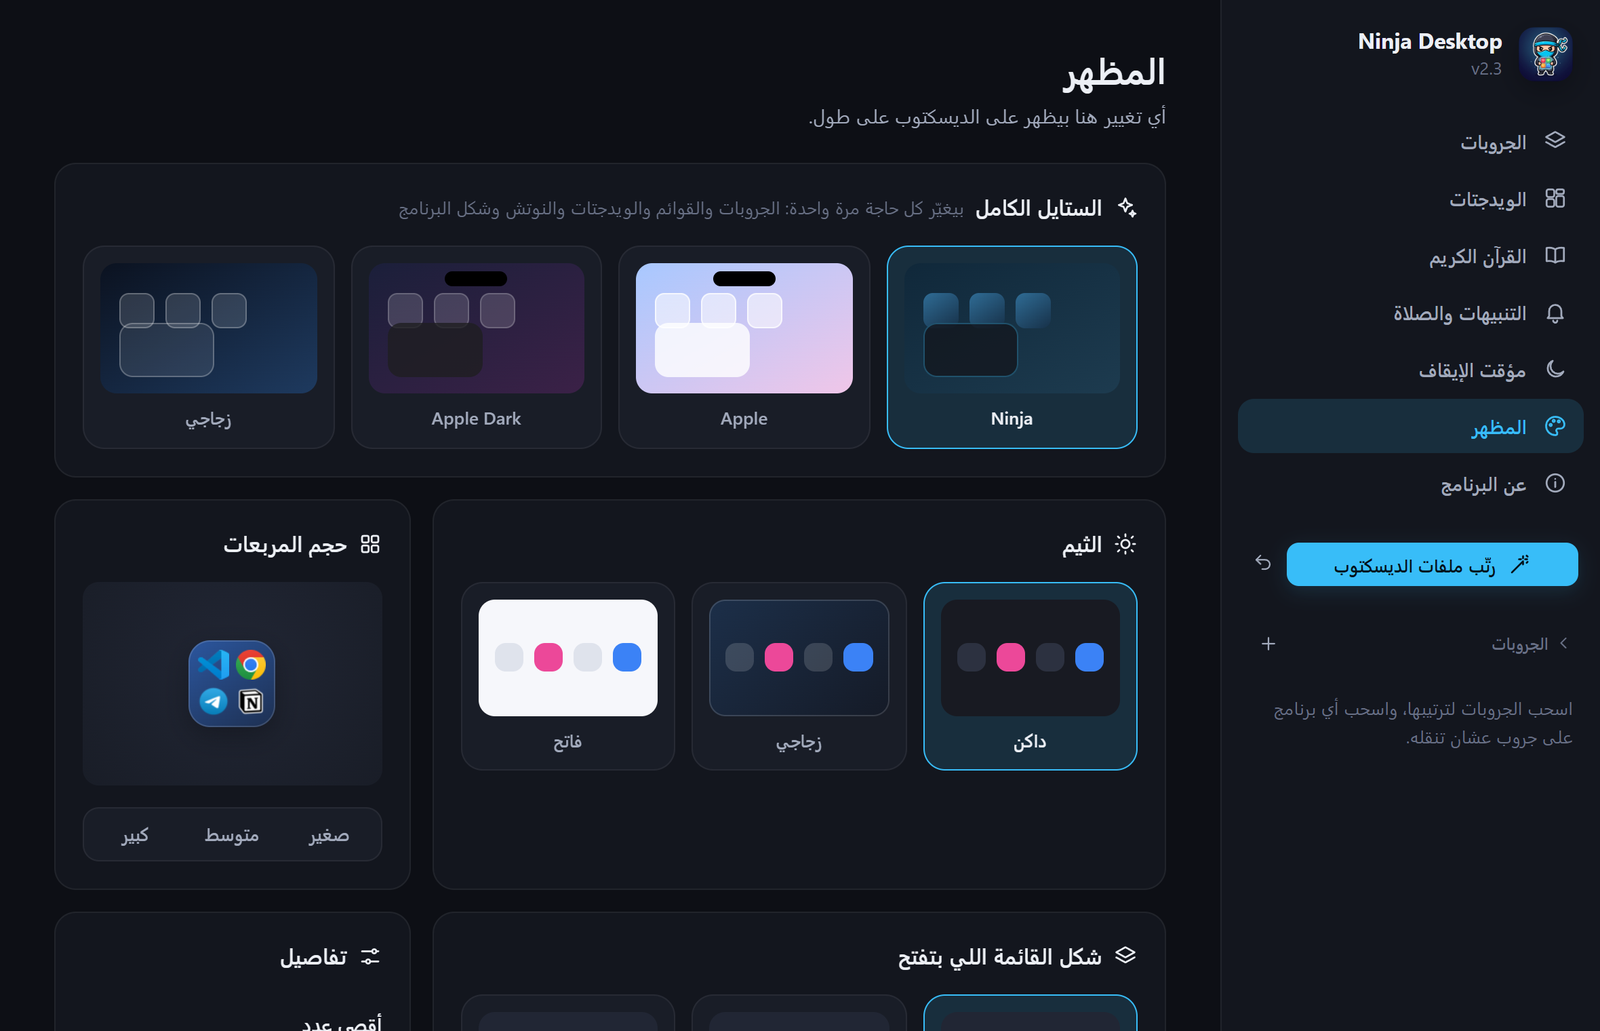 Ninja Desktop
v2.3
الجروبات
الويدجتات
القرآن الكريم
التنبيهات والصلاة
مؤقت الإيقاف
المظهر
عن البرنامج
رتّب ملفات الديسكتوب
الجروبات
اسحب الجروبات لترتيبها، واسحب أي برنامج
على جروب عشان تنقله.
المظهر
أي تغيير هنا بيظهر على الديسكتوب على طول.
الستايل الكامل بيغيّر كل حاجة مرة واحدة: الجروبات والقوائم والويدجتات والنوتش وشكل البرنامج
Ninja
Apple
Apple Dark
زجاجي
الثيم
داكن
زجاجي
فاتح
حجم المربعات
صغير
متوسط
كبير
شكل القائمة اللي بتفتح
تفاصيل
أقصى عدد